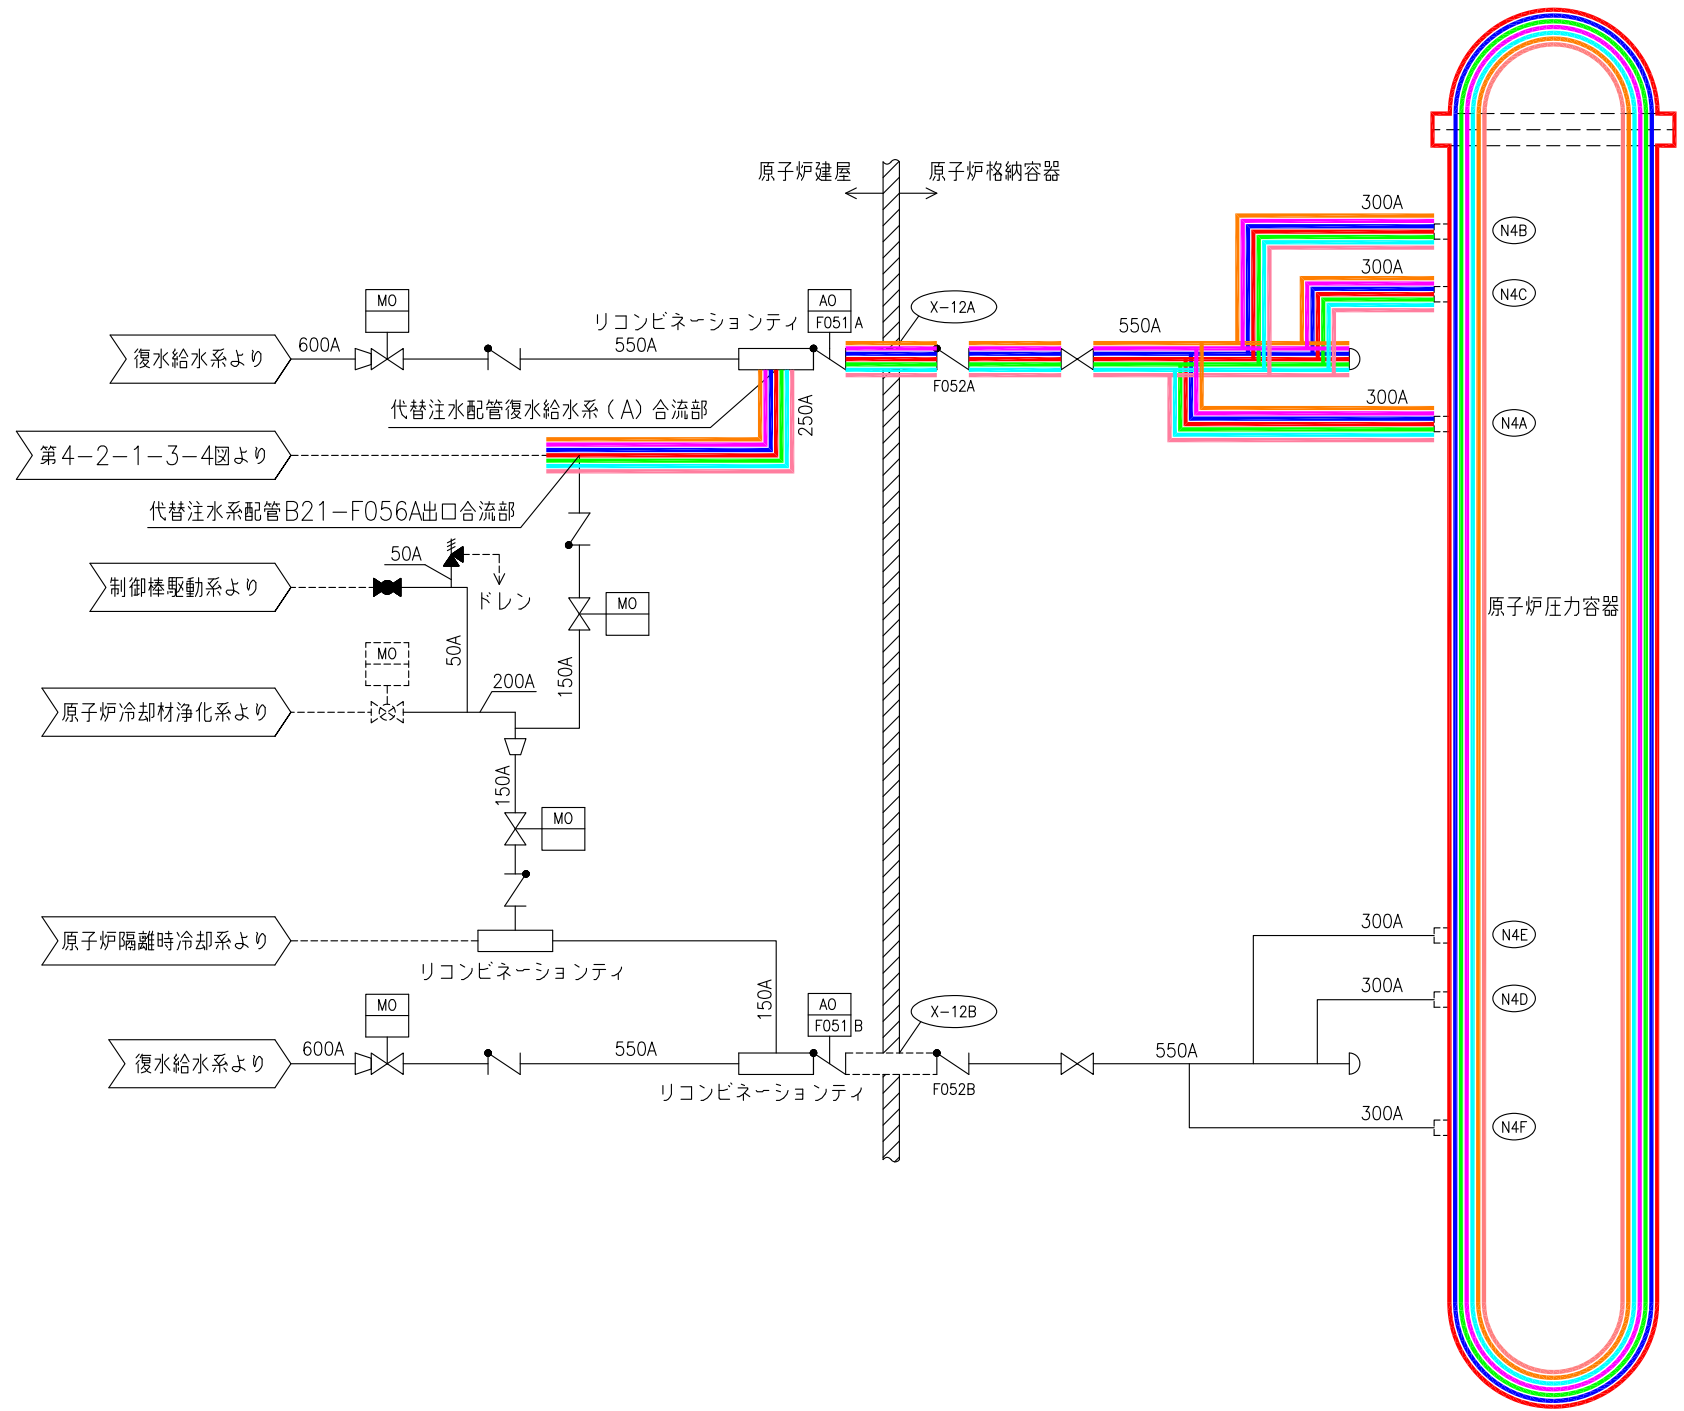 原子炉建屋
原子炉格納容器
300A
N4B
300A
N4C
MO
AO
F051 A
X-12A
リコンビネーションティ
550A
復水給水系より
600A
550A
F052A
代替注水配管復水給水系(A)合流部
250A
300A
N4A
第4-2-1-3-4図より
代替注水系配管B21-F056A出口合流部
50A
制御棒駆動系より
ドレン
MO
原子炉圧力容器
MO
50A
150A
200A
原子炉冷却材浄化系より
150A
MO
300A
N4E
原子炉隔離時冷却系より
リコンビネーションティ
300A
N4D
MO
150A
AO
F051 B
X-12B
復水給水系より
600A
550A
550A
リコンビネーションティ
F052B
300A
N4F